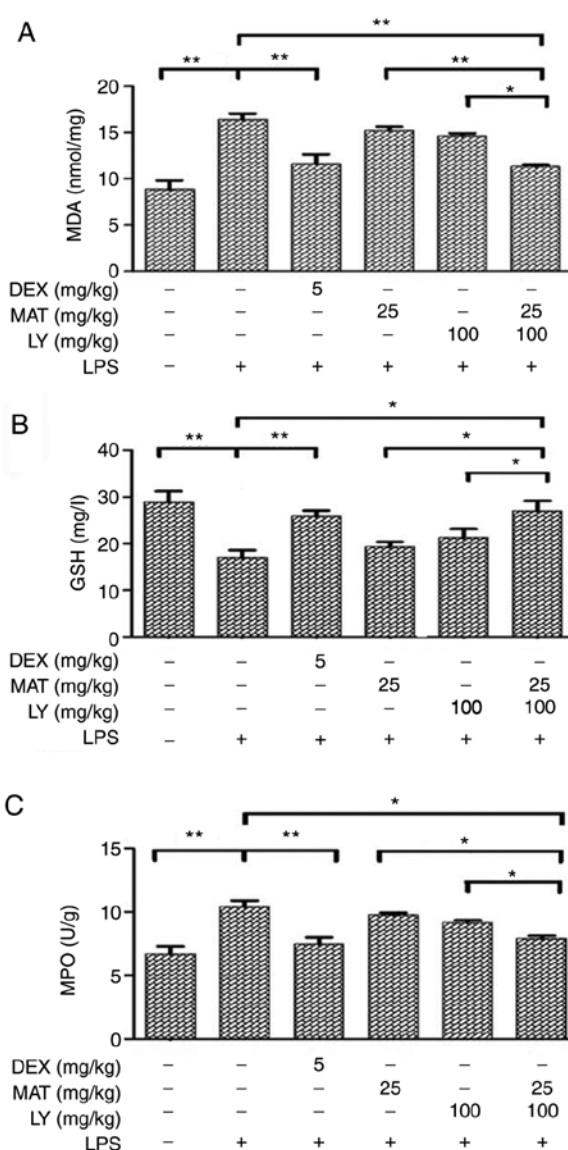 A
** **
** **
*
20
15
10
5
0
MDA (nmol/mg)
DEX (mg/kg) – – 5 – – –
MAT (mg/kg) – – – 25 – 25
LY (mg/kg) – – – – 100 100
LPS – + + + + +
B
*
** ** *
*
40
30
20
10
0
GSH (mg/l)
DEX (mg/kg) – – 5 – – –
MAT (mg/kg) – – – 25 – 25
LY (mg/kg) – – – – 100 100
LPS – + + + + +
C
*
** ** *
*
15
10
5
0
MPO (U/g)
DEX (mg/kg) – – 5 – – –
MAT (mg/kg) – – – 25 – 25
LY (mg/kg) – – – – 100 100
LPS – + + + + +